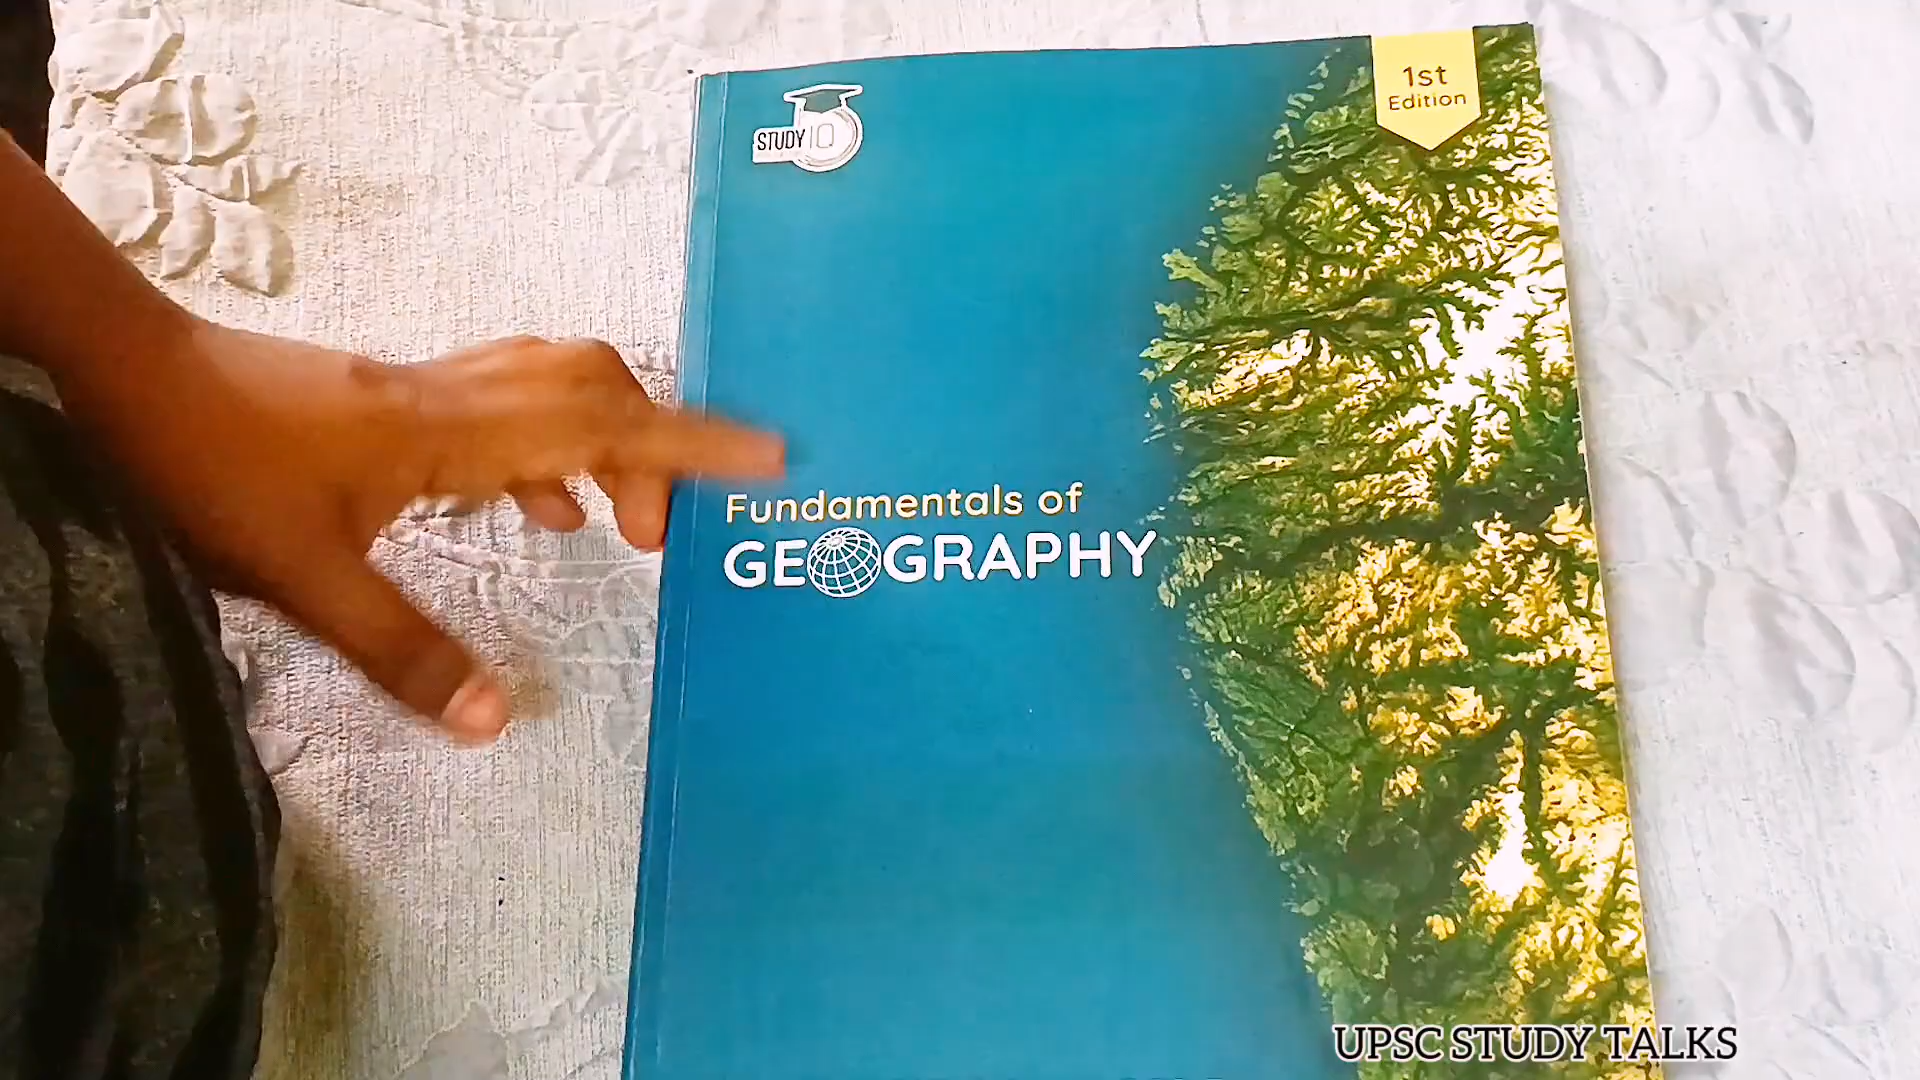 STUDY IQ
1st
Edition
Fundamentals of
GEOGRAPHY
UPSC STUDY TALKS